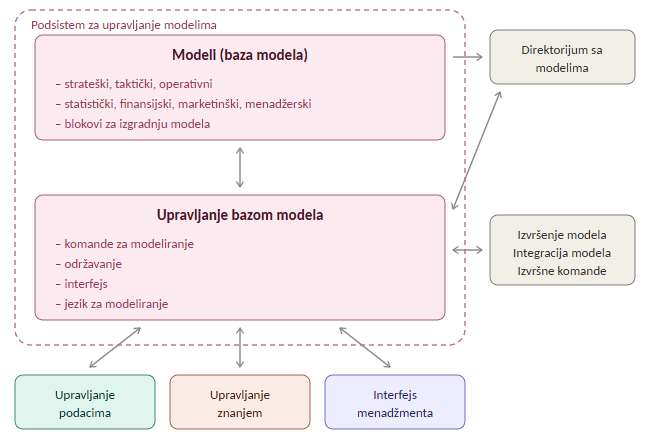 Podsistem za upravljanje modelima
Modeli (baza modela)
– strateški, taktički, operativni
– statistički, finansijski, marketinški, menadžerski
– blokovi za izgradnju modela
Direktorijum sa
modelima
Upravljanje bazom modela
– komande za modeliranje
– održavanje
– interfejs
– jezik za modeliranje
Izvršenje modela
Integracija modela
Izvršne komande
Upravljanje
podacima
Upravljanje
znanjem
Interfejs
menadžmenta